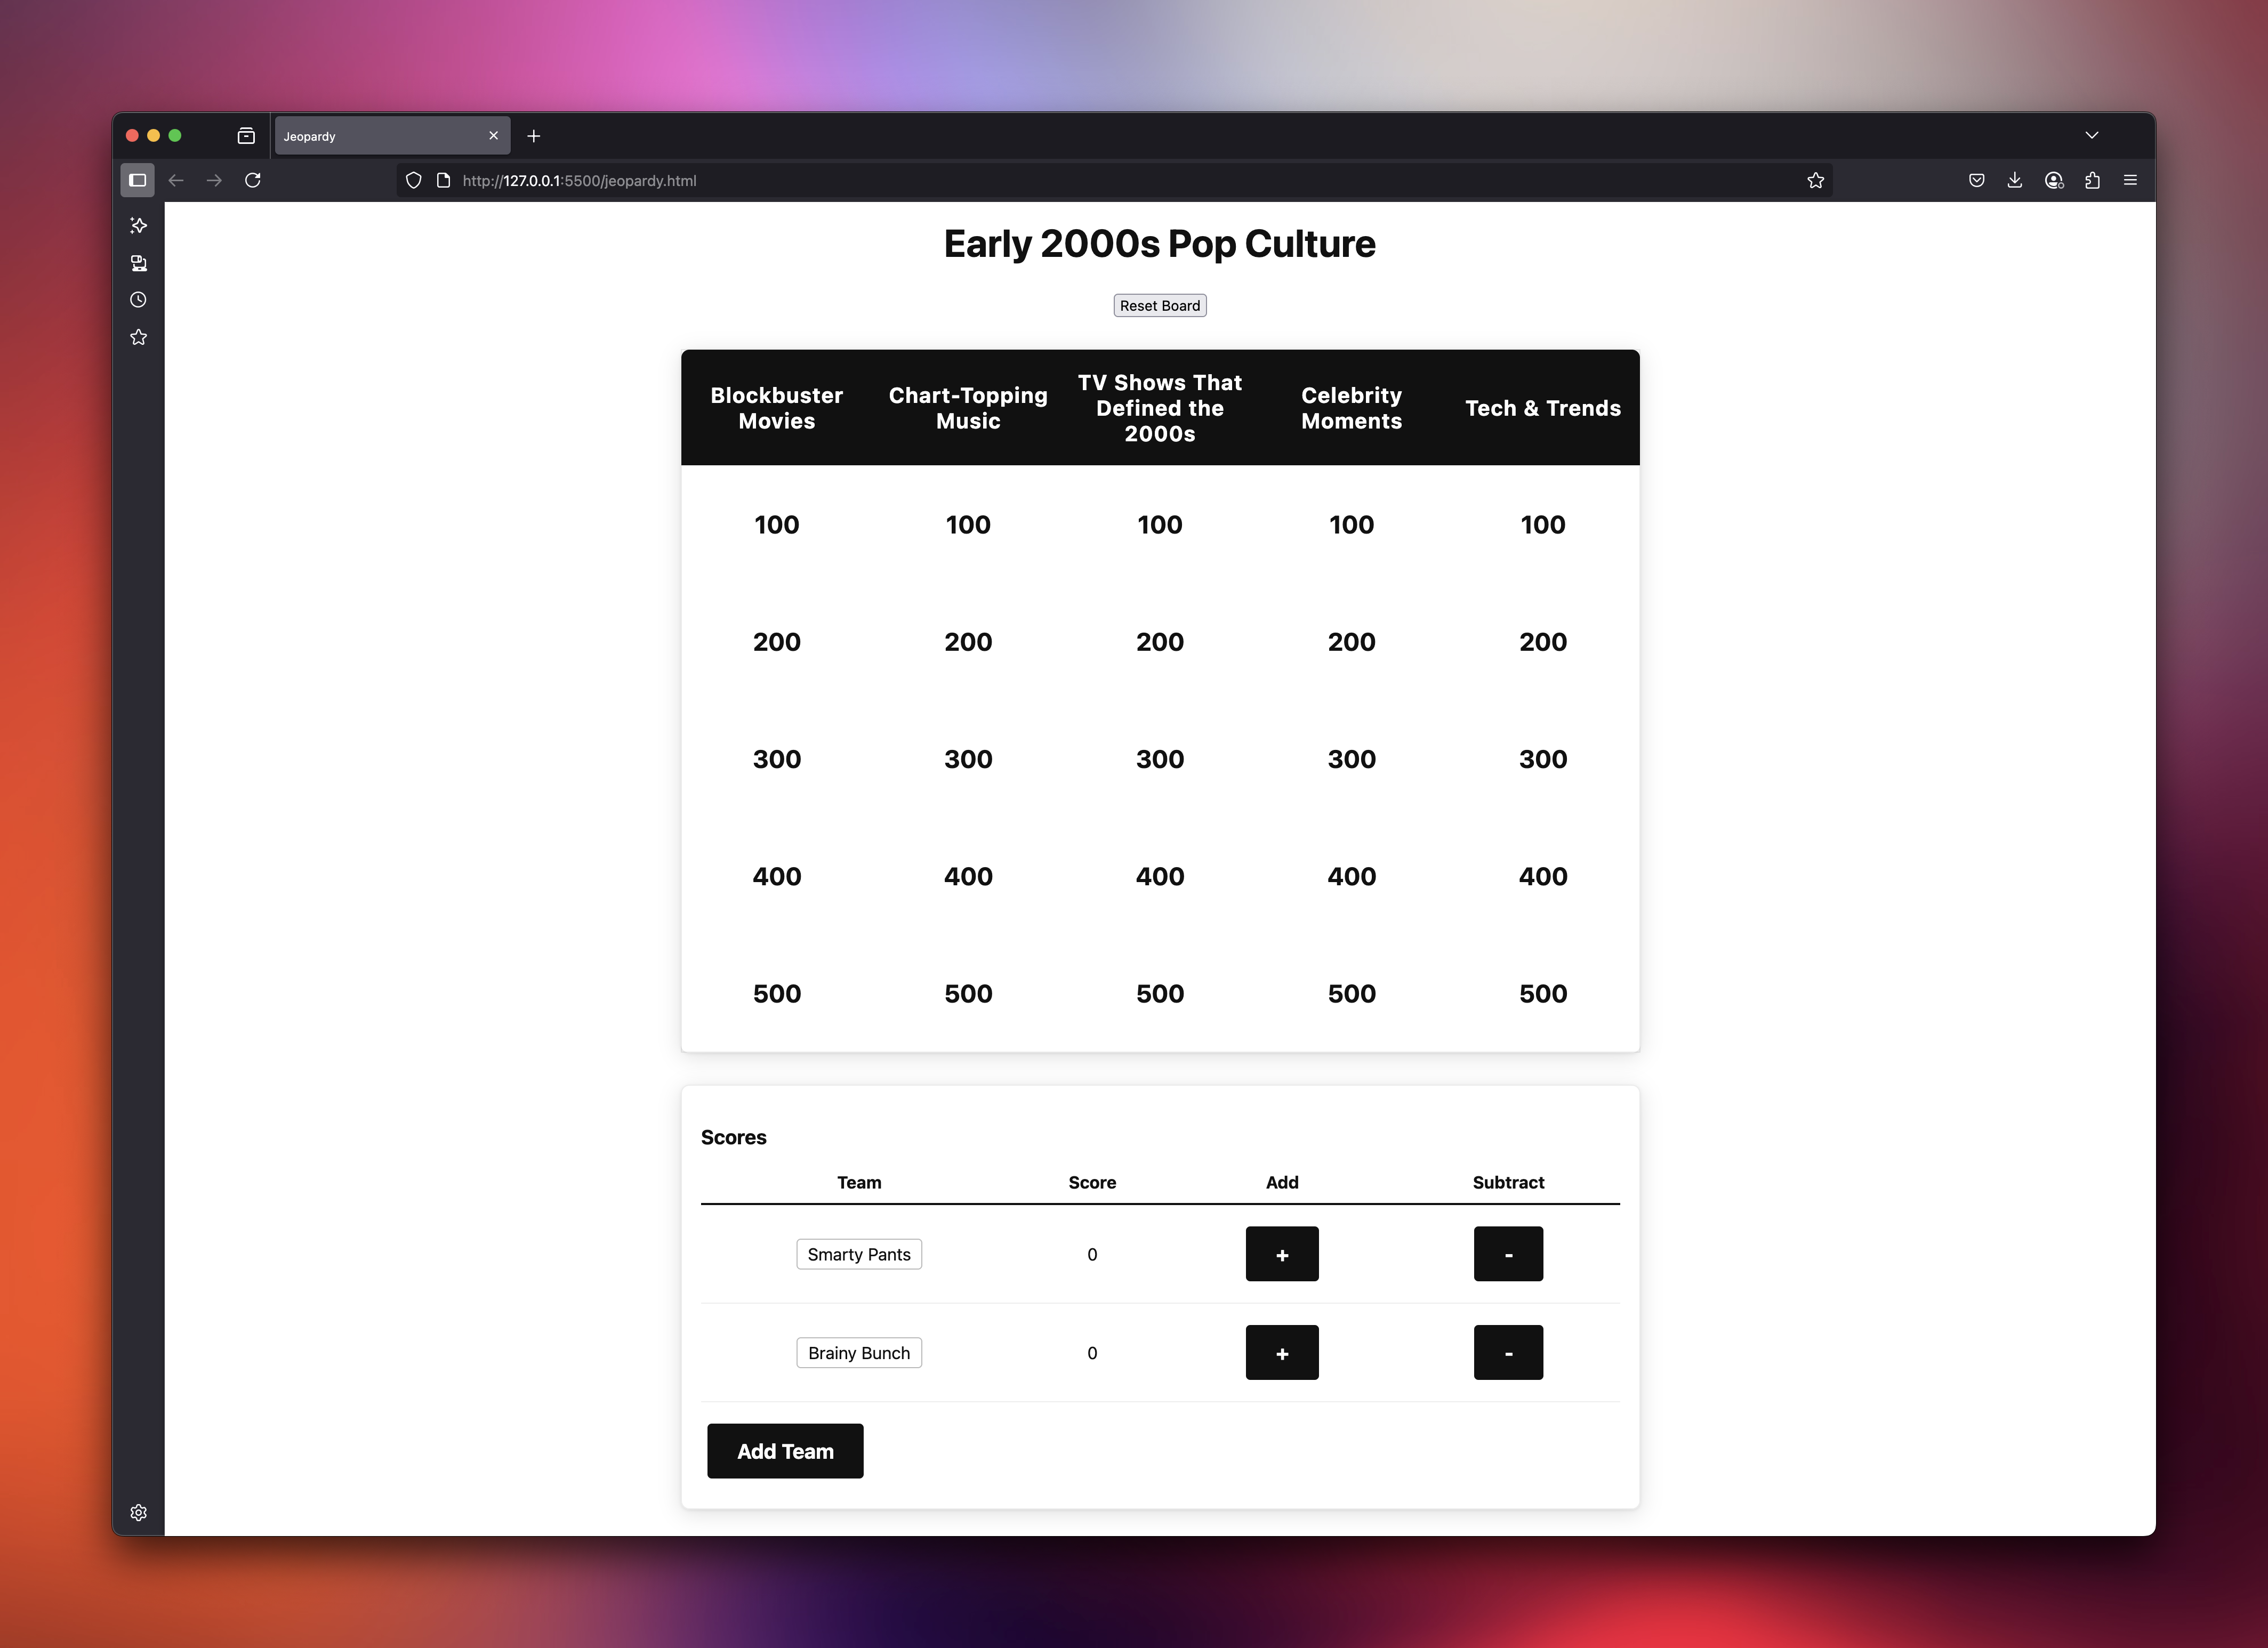 Jeopardy
http://127.0.0.1:5500/jeopardy.html
Early 2000s Pop Culture
Reset Board
Blockbuster
Movies
Chart-Topping
Music
TV Shows That
Defined the
2000s
Celebrity
Moments
Tech & Trends
100 100 100 100 100
200 200 200 200 200
300 300 300 300 300
400 400 400 400 400
500 500 500 500 500
Scores
Team Score Add Subtract
Smarty Pants 0 + -
Brainy Bunch 0 + -
Add Team